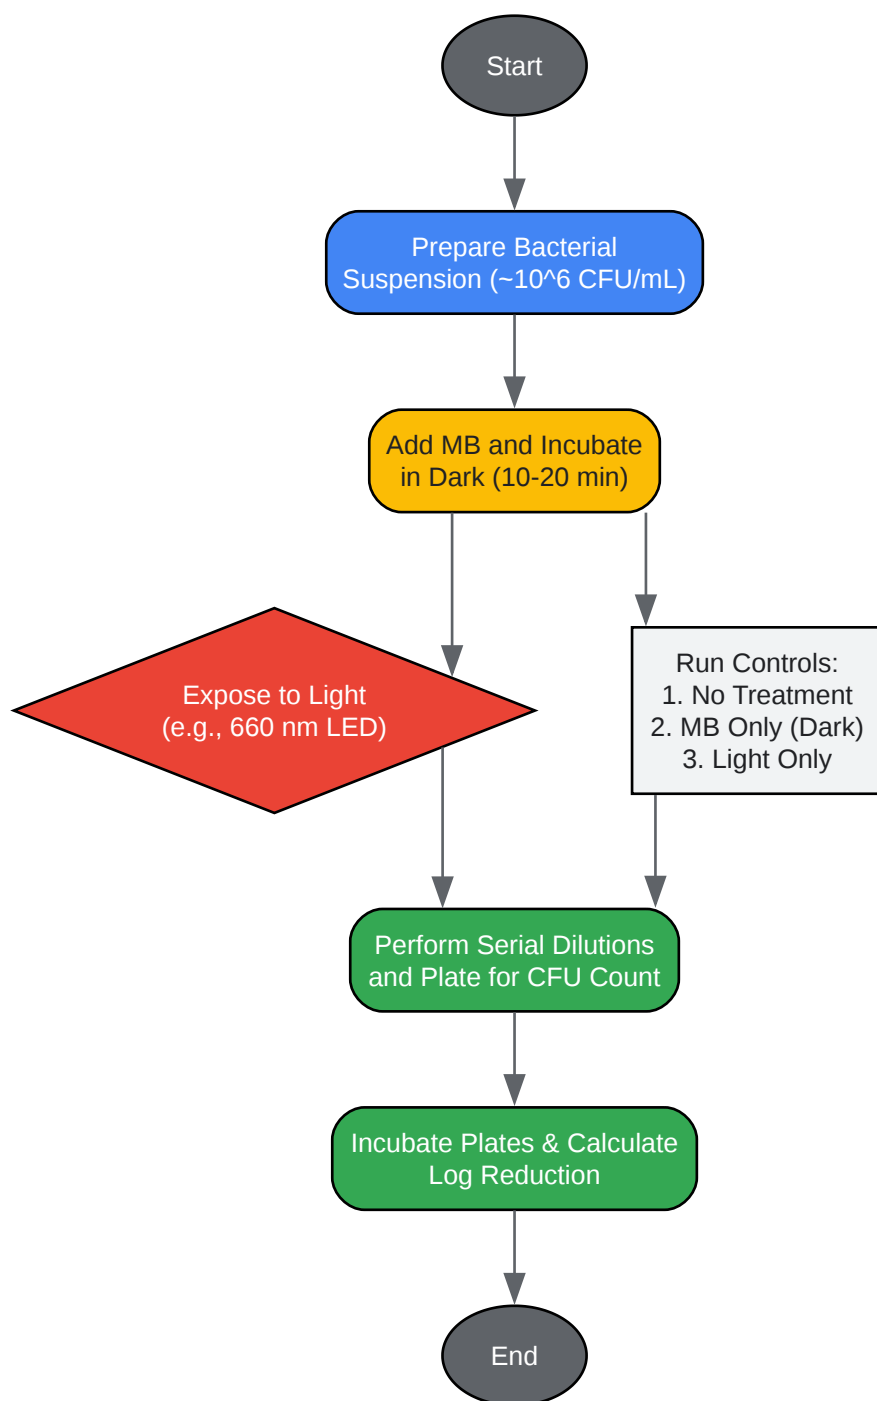 Start
Prepare Bacterial
Suspension (~10^6 CFU/mL)
Add MB and Incubate
in Dark (10-20 min)
Expose to Light
(e.g., 660 nm LED)
Run Controls:
1. No Treatment
2. MB Only (Dark)
3. Light Only
Perform Serial Dilutions
and Plate for CFU Count
Incubate Plates & Calculate
Log Reduction
End